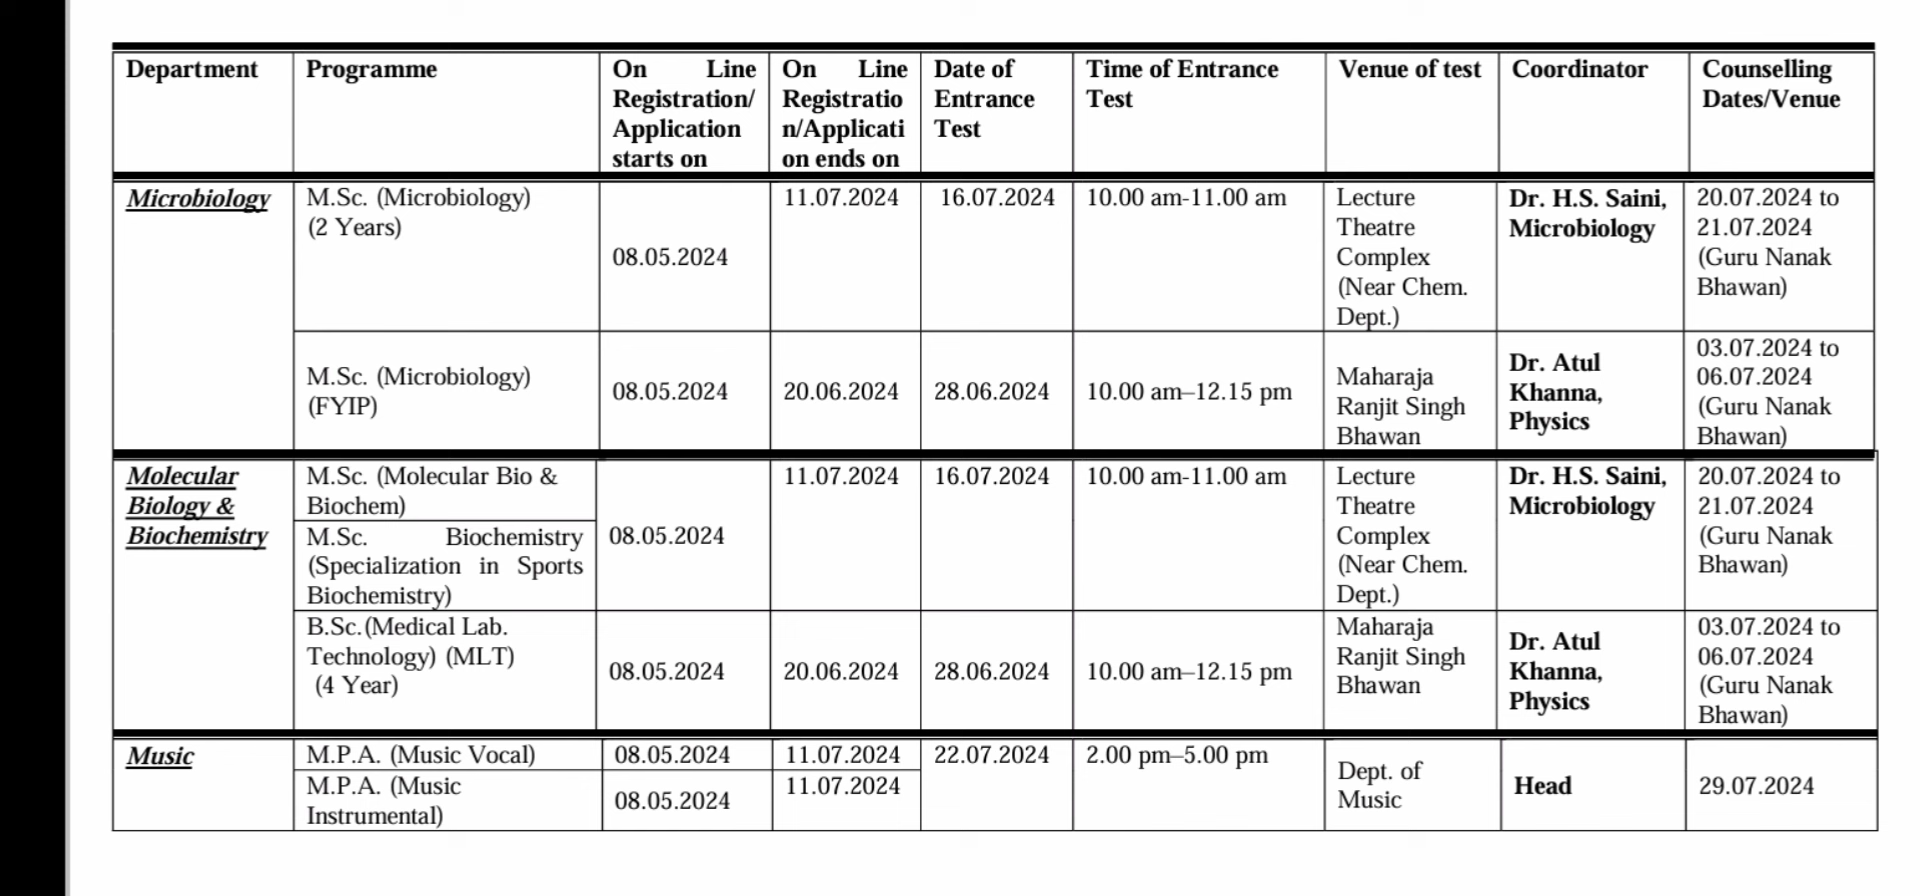 Department
Programme
On Line
Registration/
Application
starts on
On Line
Registratio
n/Applicati
on ends on
Date of
Entrance
Test
Time of Entrance
Test
Venue of test
Coordinator
Counselling
Dates/Venue
Microbiology
M.Sc. (Microbiology)
(2 Years)
08.05.2024
11.07.2024
16.07.2024
10.00 am-11.00 am
Lecture
Theatre
Complex
(Near Chem.
Dept.)
Dr. H.S. Saini,
Microbiology
20.07.2024 to
21.07.2024
(Guru Nanak
Bhawan)
M.Sc. (Microbiology)
(FYIP)
08.05.2024
20.06.2024
28.06.2024
10.00 am–12.15 pm
Maharaja
Ranjit Singh
Bhawan
Dr. Atul
Khanna,
Physics
03.07.2024 to
06.07.2024
(Guru Nanak
Bhawan)
Molecular
Biology &
Biochemistry
M.Sc. (Molecular Bio &
Biochem)
M.Sc. Biochemistry
(Specialization in Sports
Biochemistry)
08.05.2024
11.07.2024
16.07.2024
10.00 am-11.00 am
Lecture
Theatre
Complex
(Near Chem.
Dept.)
Dr. H.S. Saini,
Microbiology
20.07.2024 to
21.07.2024
(Guru Nanak
Bhawan)
B.Sc.(Medical Lab.
Technology) (MLT)
(4 Year)
08.05.2024
20.06.2024
28.06.2024
10.00 am–12.15 pm
Maharaja
Ranjit Singh
Bhawan
Dr. Atul
Khanna,
Physics
03.07.2024 to
06.07.2024
(Guru Nanak
Bhawan)
Music
M.P.A. (Music Vocal)
08.05.2024
11.07.2024
22.07.2024
2.00 pm–5.00 pm
Dept. of
Music
Head
29.07.2024
M.P.A. (Music
Instrumental)
08.05.2024
11.07.2024